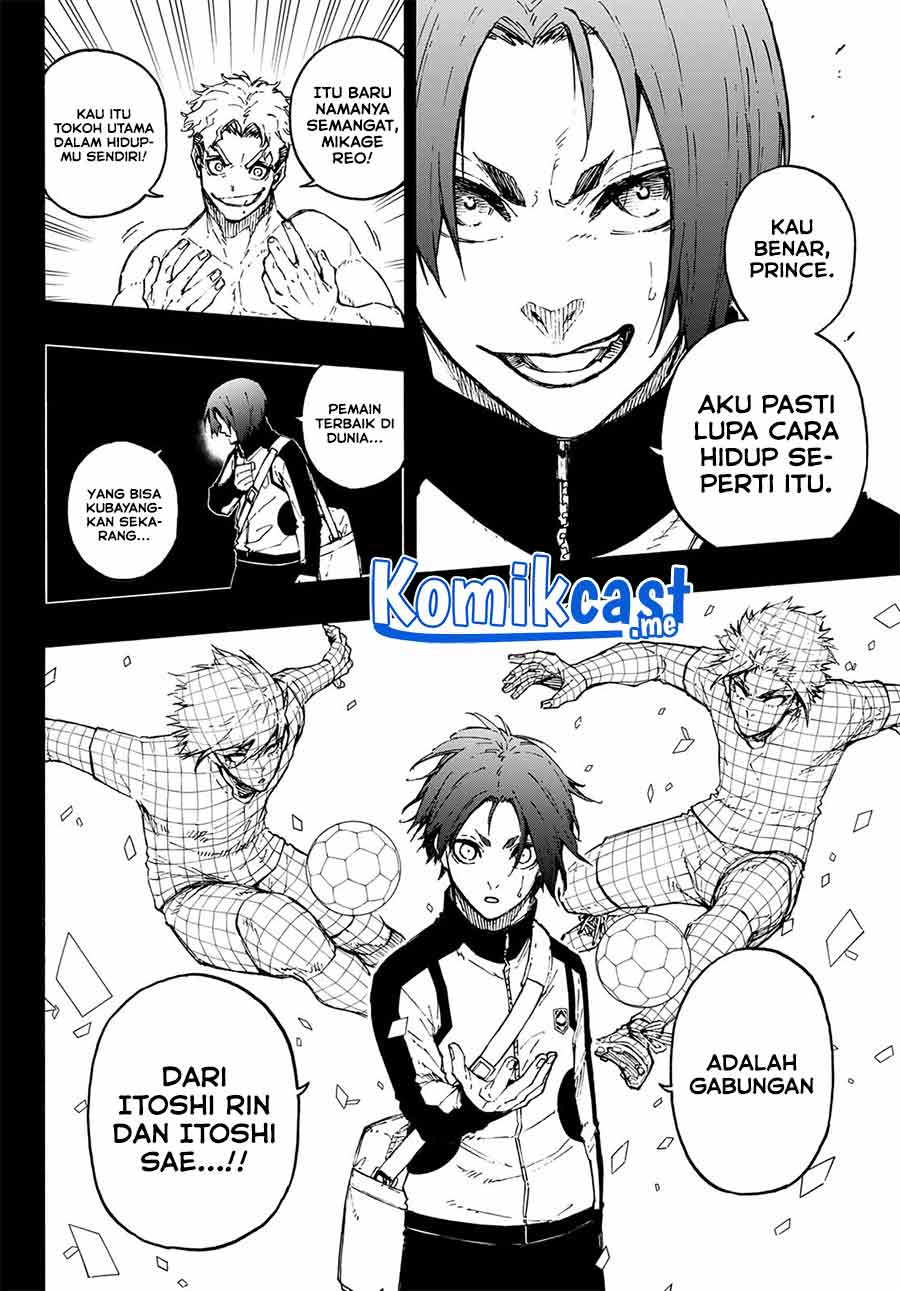 KAU
BENAR,
PRINCE.
AKU PASTI
LUPA CARA
HIDUP SE-
PERTI ITU.
ITU BARU
NAMANYA
SEMANGAT,
MIKAGE
REO!
KAU ITU
TOKOH UTAMA
DALAM HIDUP-
MU SENDIRI!
PEMAIN
TERBAIK DI
DUNIA...
YANG BISA
KUBAYANG-
KAN SEKA-
RANG...
Komikcast
.me
ADALAH
GABUNGAN
DARI
ITOSHI RIN
DAN ITOSHI
SAE...!!